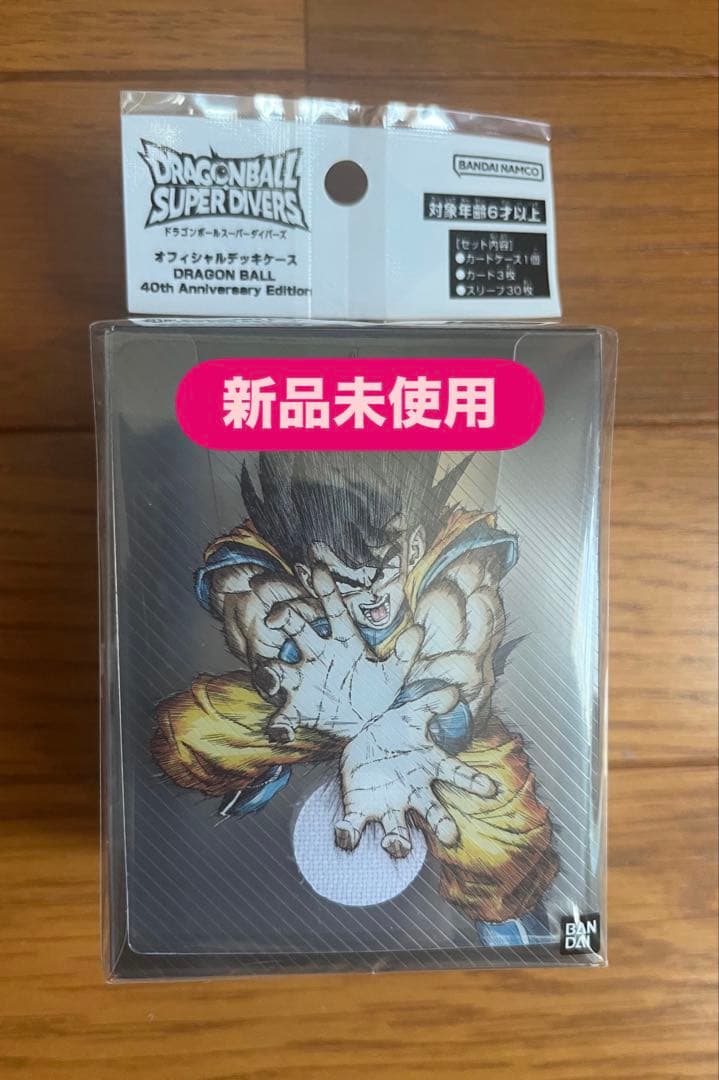 DRAGONBALL
SUPER DIVERS
ドラゴンボールスーパーダイバーズ
オフィシャルデッキケース
DRAGON BALL
40th Anniversary Edition
BANDAI NAMCO
対象年齢6才以上
[セット内容]
●カードケース1個
●カード3枚
●スリーブ30枚
新品未使用
BAN
DAI